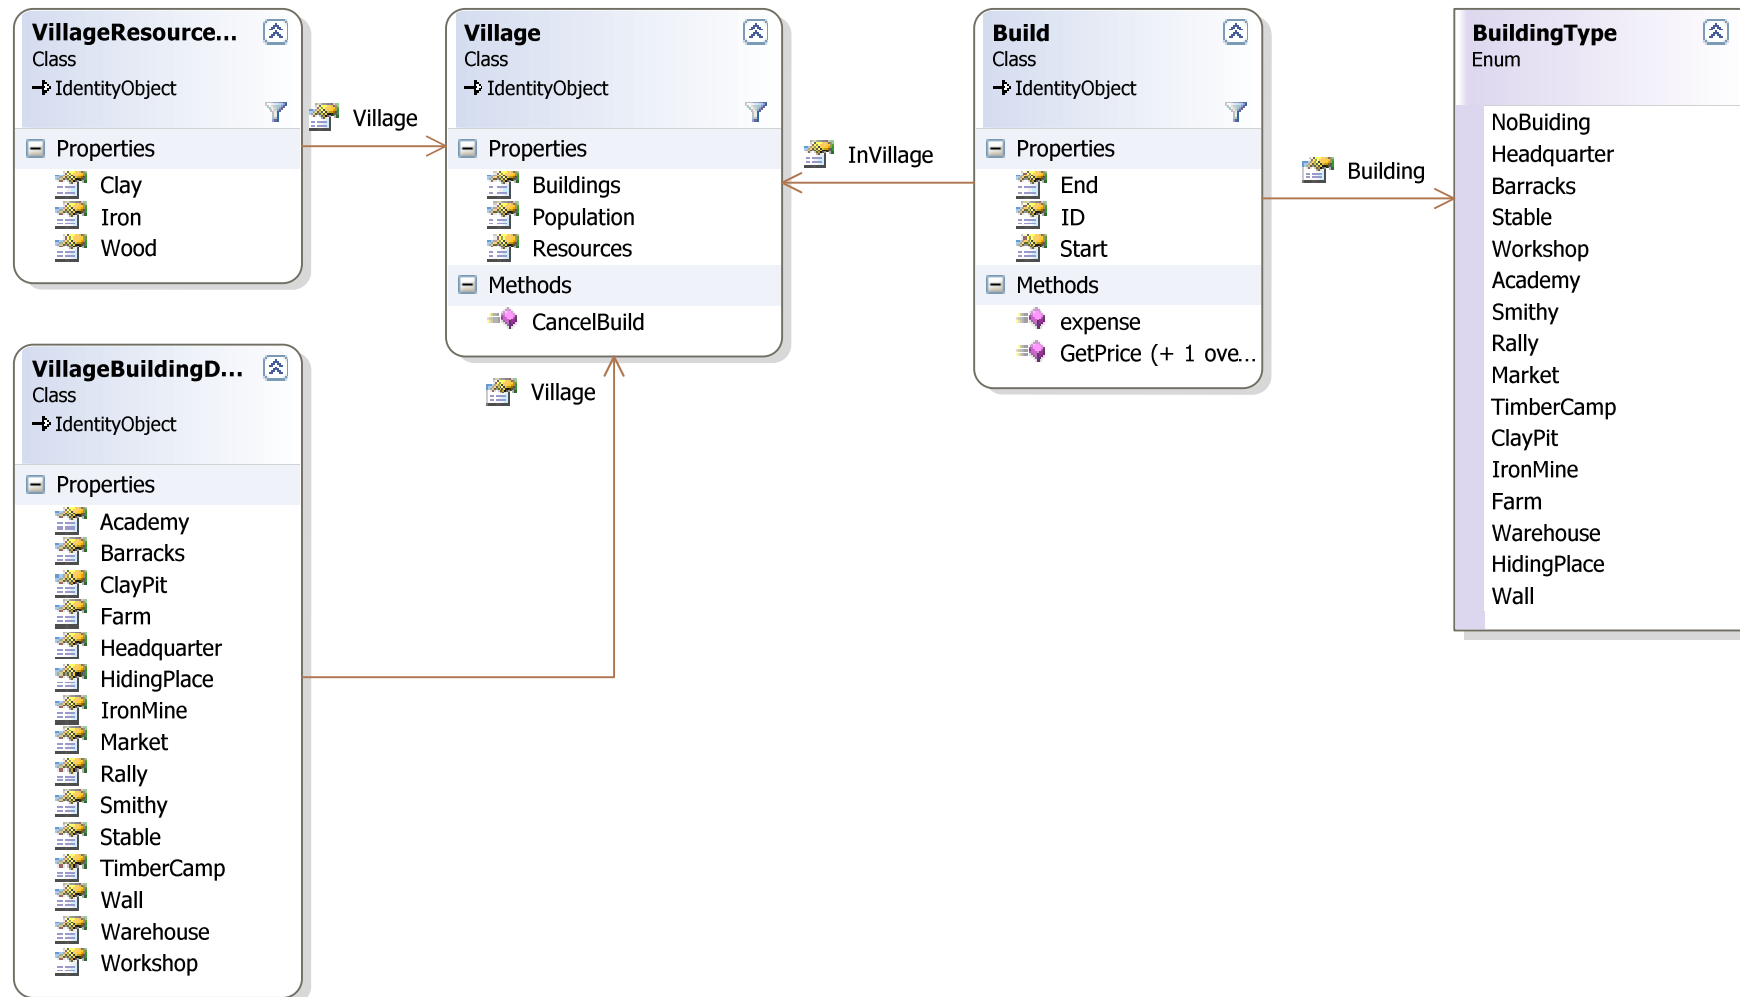 VillageResource...
Class
IdentityObject
Properties
Clay
Iron
Wood
Village
Village
Class
IdentityObject
Properties
Buildings
Population
Resources
Methods
CancelBuild
InVillage
Build
Class
IdentityObject
Properties
End
ID
Start
Methods
expense
GetPrice (+ 1 ove...
Building
BuildingType
Enum
NoBuiding
Headquarter
Barracks
Stable
Workshop
Academy
Smithy
Rally
Market
TimberCamp
ClayPit
IronMine
Farm
Warehouse
HidingPlace
Wall
VillageBuildingD...
Class
IdentityObject
Properties
Academy
Barracks
ClayPit
Farm
Headquarter
HidingPlace
IronMine
Market
Rally
Smithy
Stable
TimberCamp
Wall
Warehouse
Workshop
Village